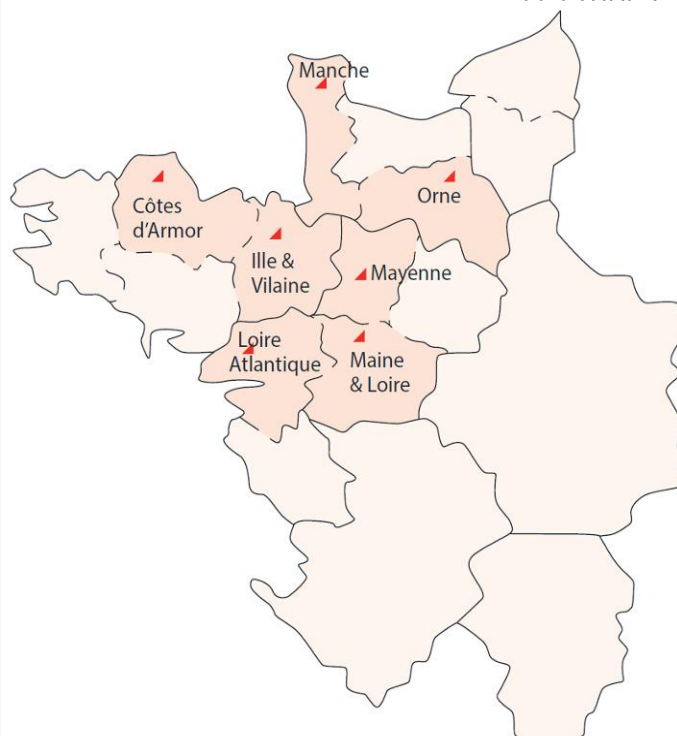 Manche
Orne
Côtes
d'Armor
Ille &
Vilaine
Mayenne
Loire
Atlantique
Maine
& Loire